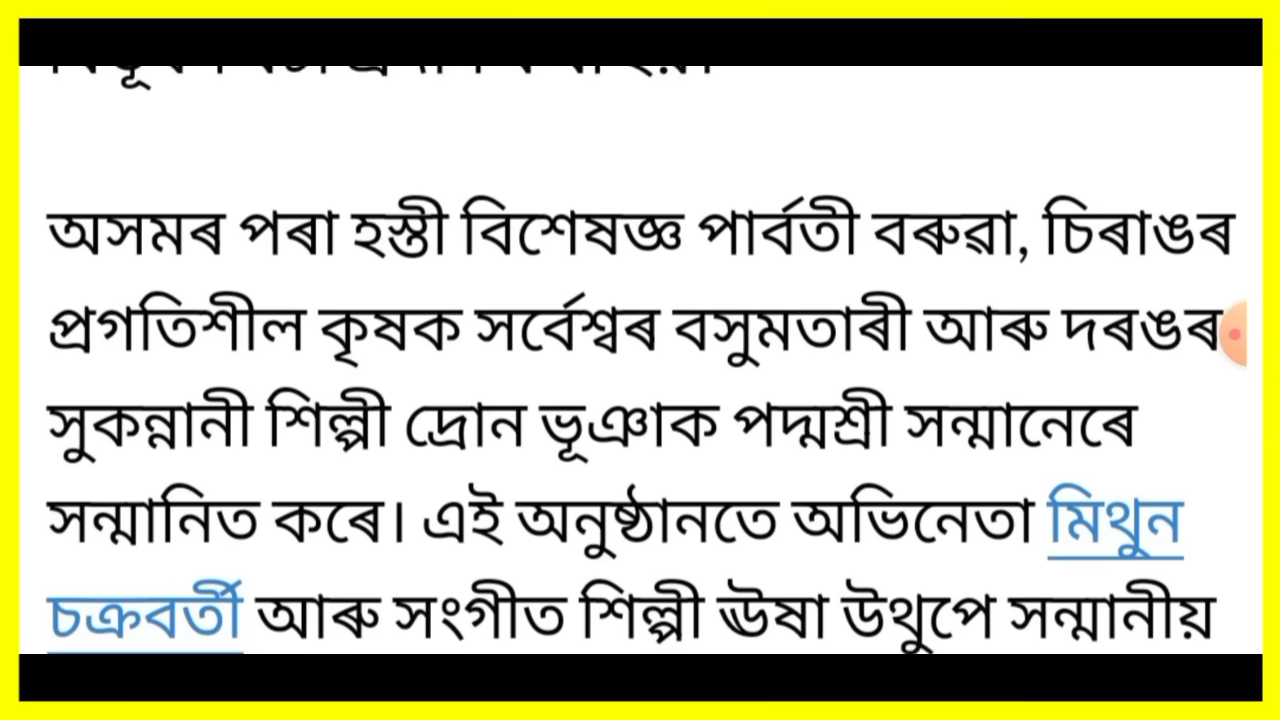 অসমৰ পৰা হস্তী বিশেষজ্ঞ পাৰ্বতী বৰুৱা, চিৰাঙৰ
প্ৰগতিশীল কৃষক সৰ্বেশ্বৰ বসুমতাৰী আৰু দৰঙৰ
সুকন্নানী শিল্পী দ্ৰোন ভূঞাক পদ্মশ্ৰী সন্মানেৰে
সন্মানিত কৰে। এই অনুষ্ঠানতে অভিনেতা মিথুন
চক্ৰবৰ্তী আৰু সংগীত শিল্পী ঊষা উথুপে সন্মানীয়